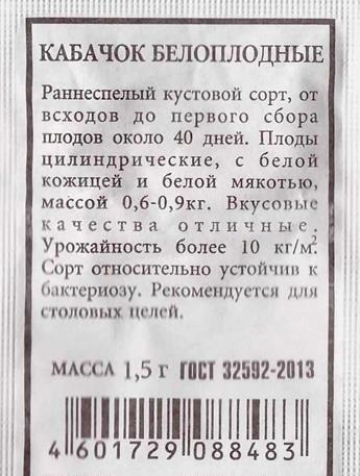 КАБАЧОК БЕЛОПЛОДНЫЕ
Раннеспелый кустовой сорт, от
всходов до первого сбора
плодов около 40 дней. Плоды
цилиндрические, с белой
кожицей и белой мякотью,
массой 0,6-0,9кг. Вкусовые
качества отличные.
Урожайность более 10 кг/м².
Сорт относительно устойчив к
бактериозу. Рекомендуется для
столовых целей.
МАССА 1,5 г ГОСТ 32592-2013
4 601729 088483